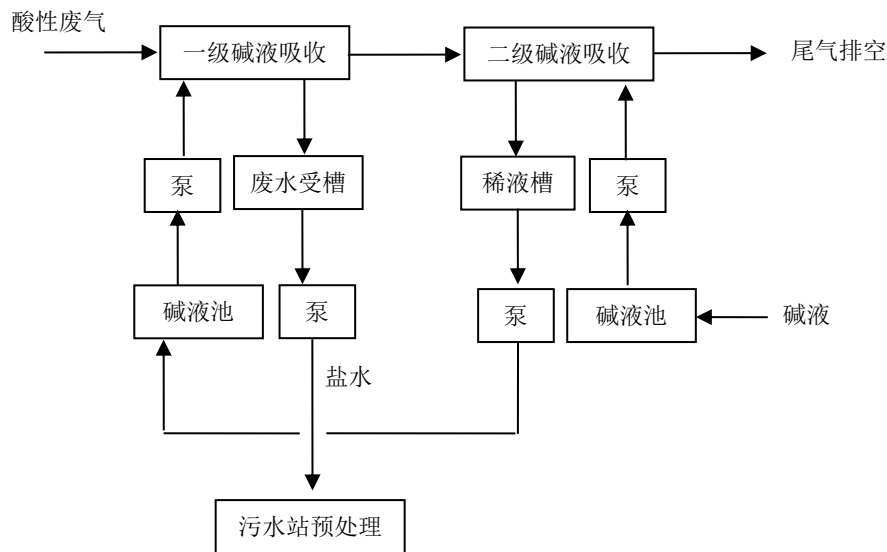 酸性废气
一级碱液吸收
二级碱液吸收
尾气排空
泵
废水受槽
稀液槽
泵
碱液池
泵
泵
碱液池
碱液
盐水
污水站预处理